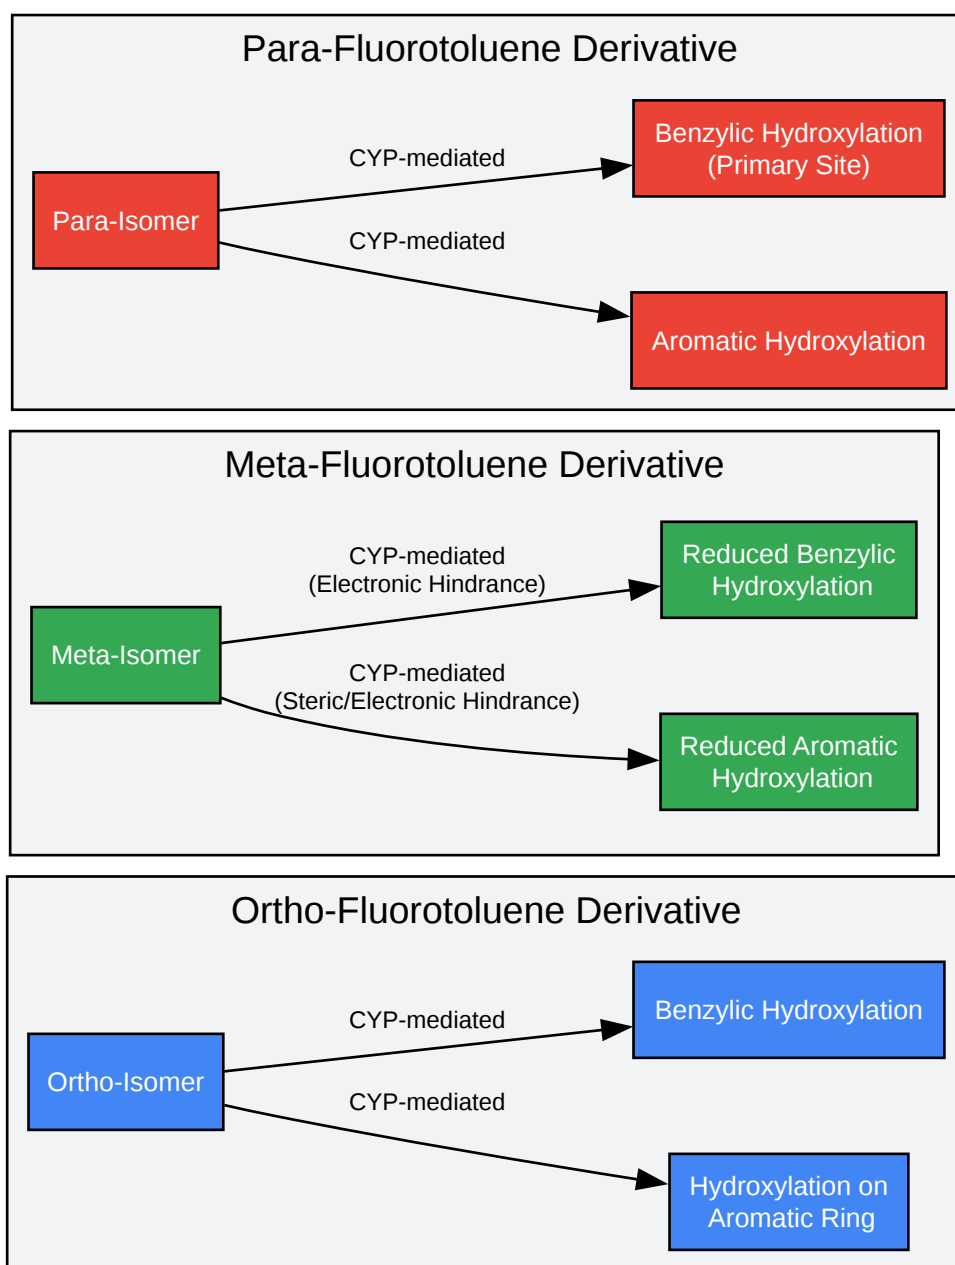 Para-Fluorotoluene Derivative
CYP-mediated
Benzylic Hydroxylation
(Primary Site)
Para-Isomer
CYP-mediated
Aromatic Hydroxylation
Meta-Fluorotoluene Derivative
CYP-mediated
(Electronic Hindrance)
Reduced Benzylic
Hydroxylation
Meta-Isomer
CYP-mediated
(Steric/Electronic Hindrance)
Reduced Aromatic
Hydroxylation
Ortho-Fluorotoluene Derivative
CYP-mediated
Benzylic Hydroxylation
Ortho-Isomer
CYP-mediated
Hydroxylation on
Aromatic Ring